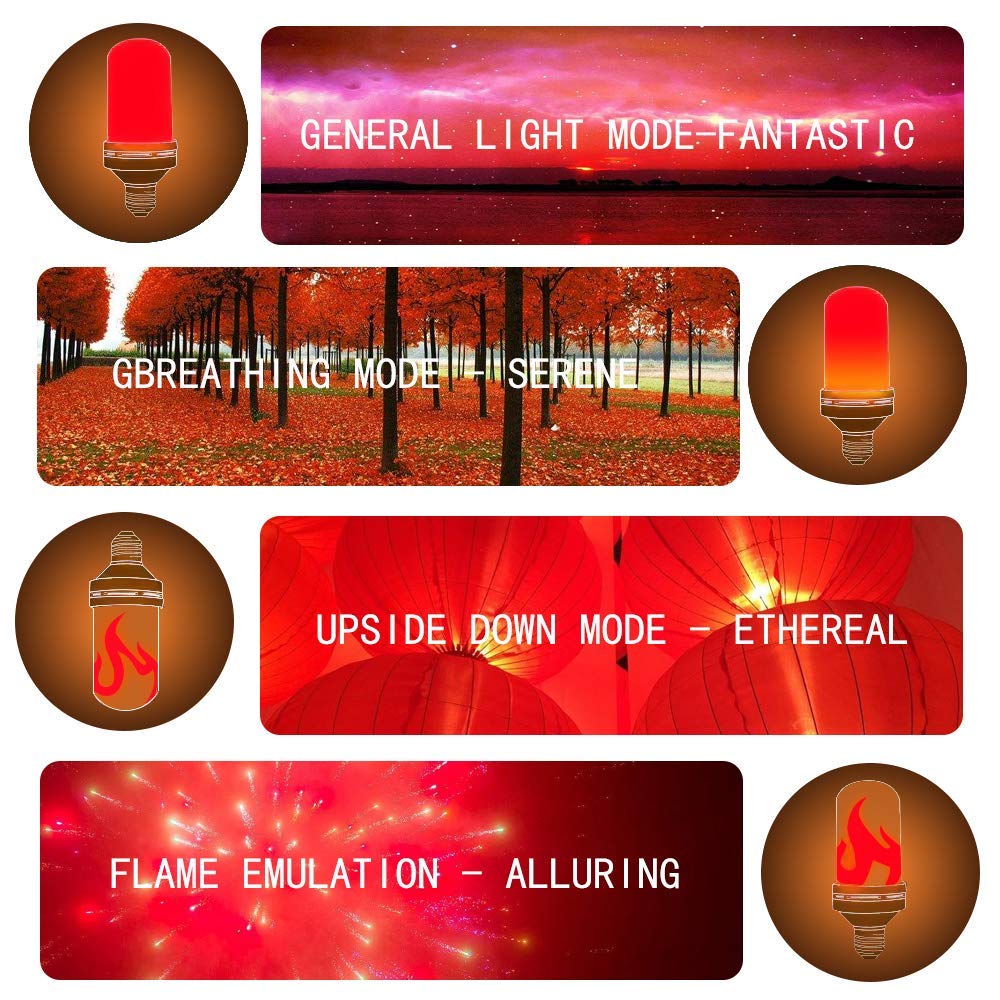 GENERAL LIGHT MODE-FANTASTIC
GBREATHING MODE - SERENE
UPSIDE DOWN MODE - ETHEREAL
FLAME EMULATION - ALLURING